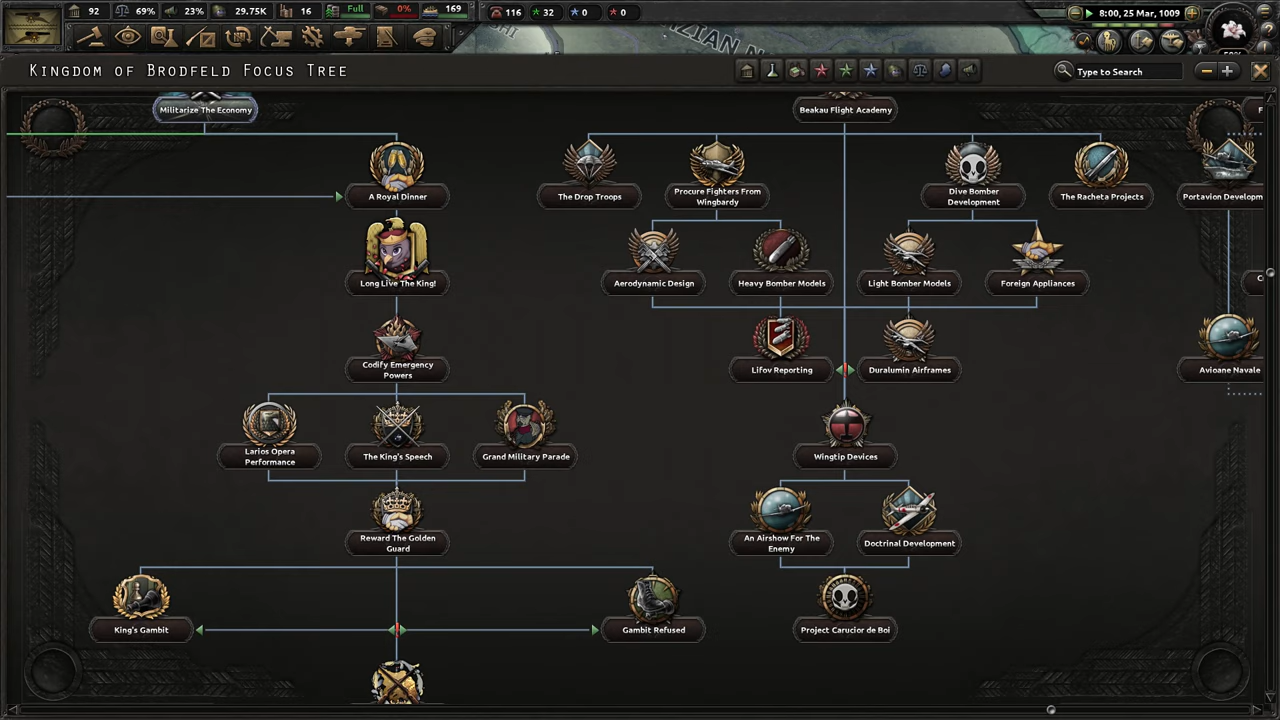 92
69%
23%
29.75K
16
Full
0%
169
116
32
0
0
8:00, 25 Mar, 1009
Kingdom of Brodfeld Focus Tree
Type to Search
Militarize The Economy
Beakau Flight Academy
A Royal Dinner
The Drop Troops
Procure Fighters From
Wingbardy
Dive Bomber
Development
The Racheta Projects
Portavion Developm
Long Live The King!
Aerodynamic Design
Heavy Bomber Models
Light Bomber Models
Foreign Appliances
Codify Emergency
Powers
Lifov Reporting
Duralumin Airframes
Avioane Navale
Larios Opera
Performance
The King's Speech
Grand Military Parade
Wingtip Devices
Reward The Golden
Guard
An Airshow For The
Enemy
Doctrinal Development
King's Gambit
Gambit Refused
Project Carucior de Boi